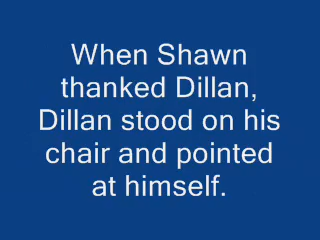 When Shawn
thanked Dillan,
Dillan stood on his
chair and pointed
at himself.